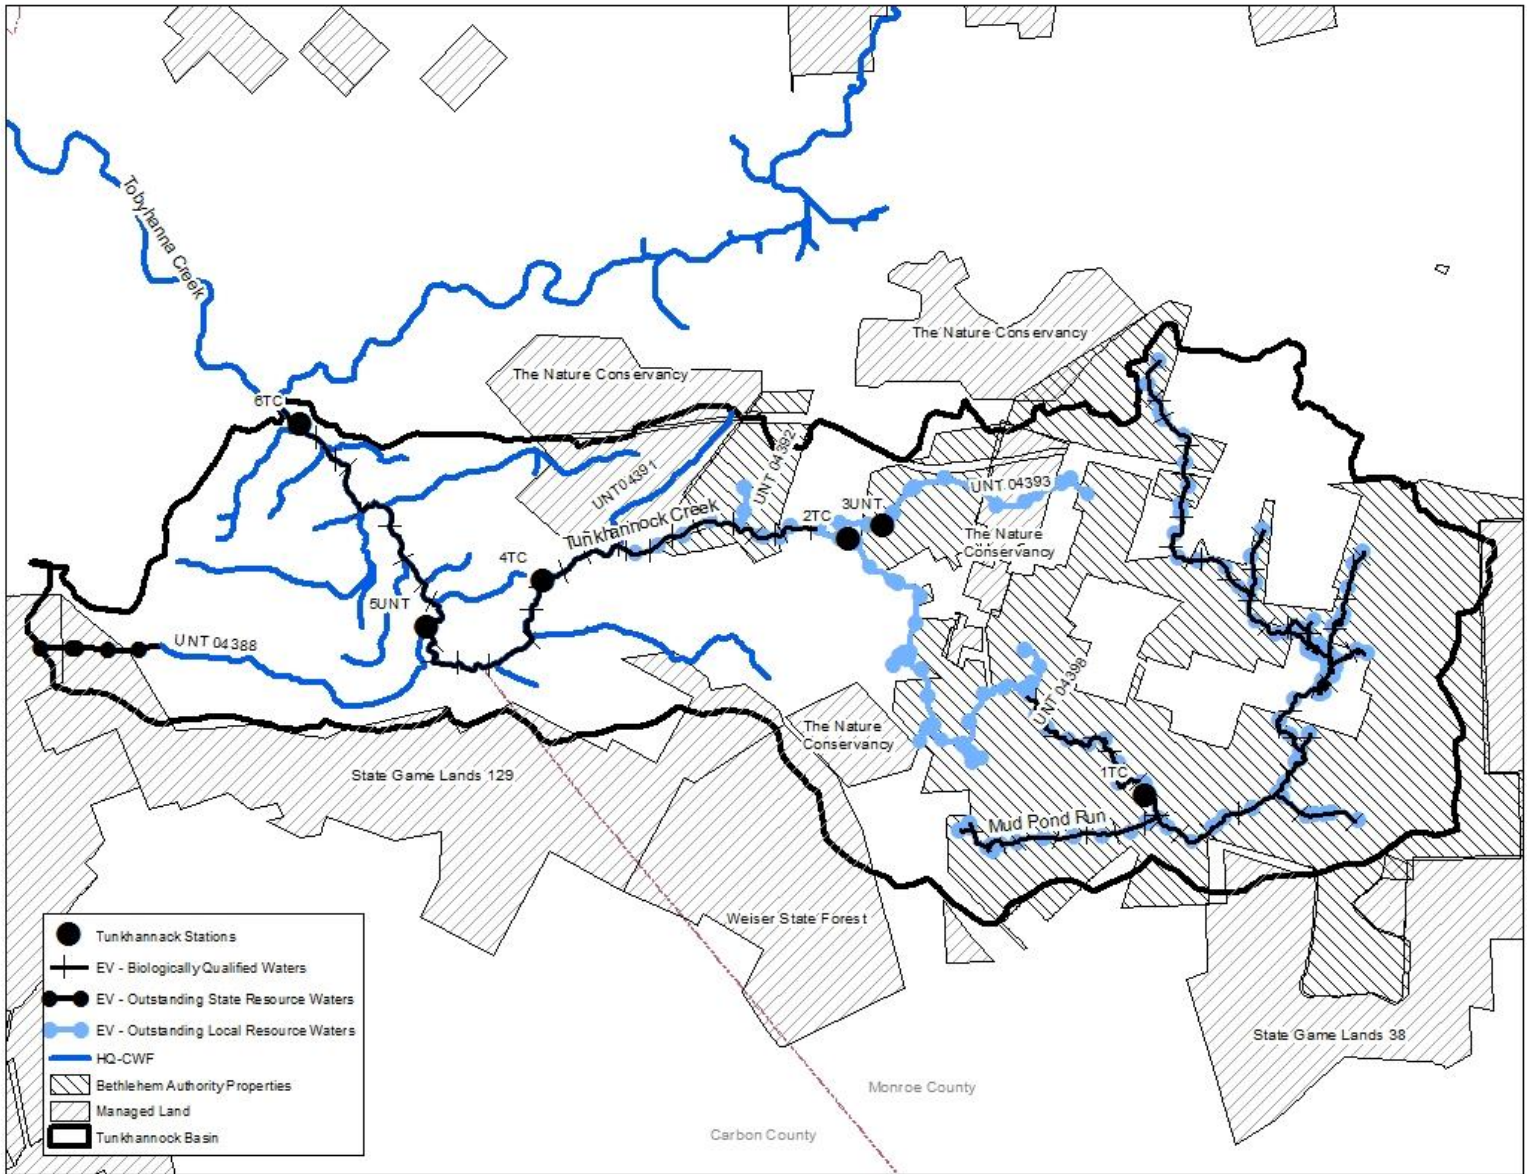 Tobyhanna Creek
The Nature Conservancy
The Nature Conservancy
6TC
UNT04391
UNT 04392
UNT 04393
3UNT
2TC
Tunkhannock Creek
The Nature
Conservancy
4TC
5UNT
UNT 04388
UNT 04398
The Nature
Conservancy
1TC
State Game Lands 129
Mud Pond Run
Weiser State Forest
State Game Lands 38
Monroe County
Carbon County
Tunkhannack Stations
EV - Biologically Qualified Waters
EV - Outstanding State Resource Waters
EV - Outstanding Local Resource Waters
HQ-CWF
Bethlehem Authority Properties
Managed Land
Tunkhannock Basin